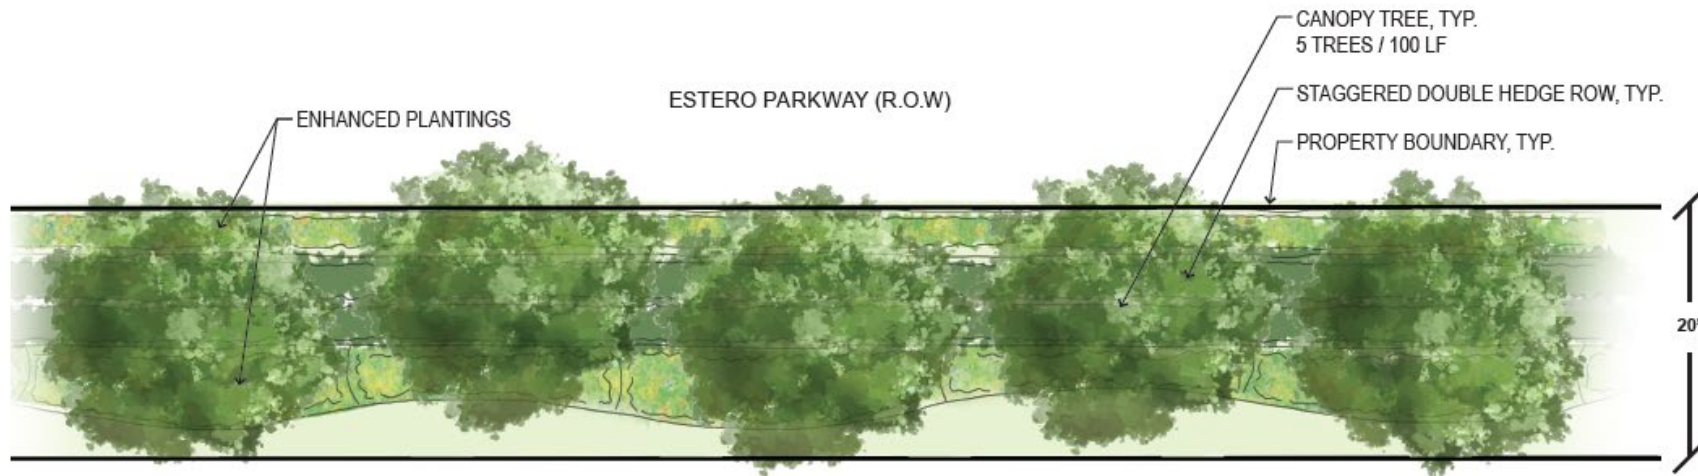 CANOPY TREE, TYP.
5 TREES / 100 LF
ESTERO PARKWAY (R.O.W)
STAGGERED DOUBLE HEDGE ROW, TYP.
ENHANCED PLANTINGS
PROPERTY BOUNDARY, TYP.
20'